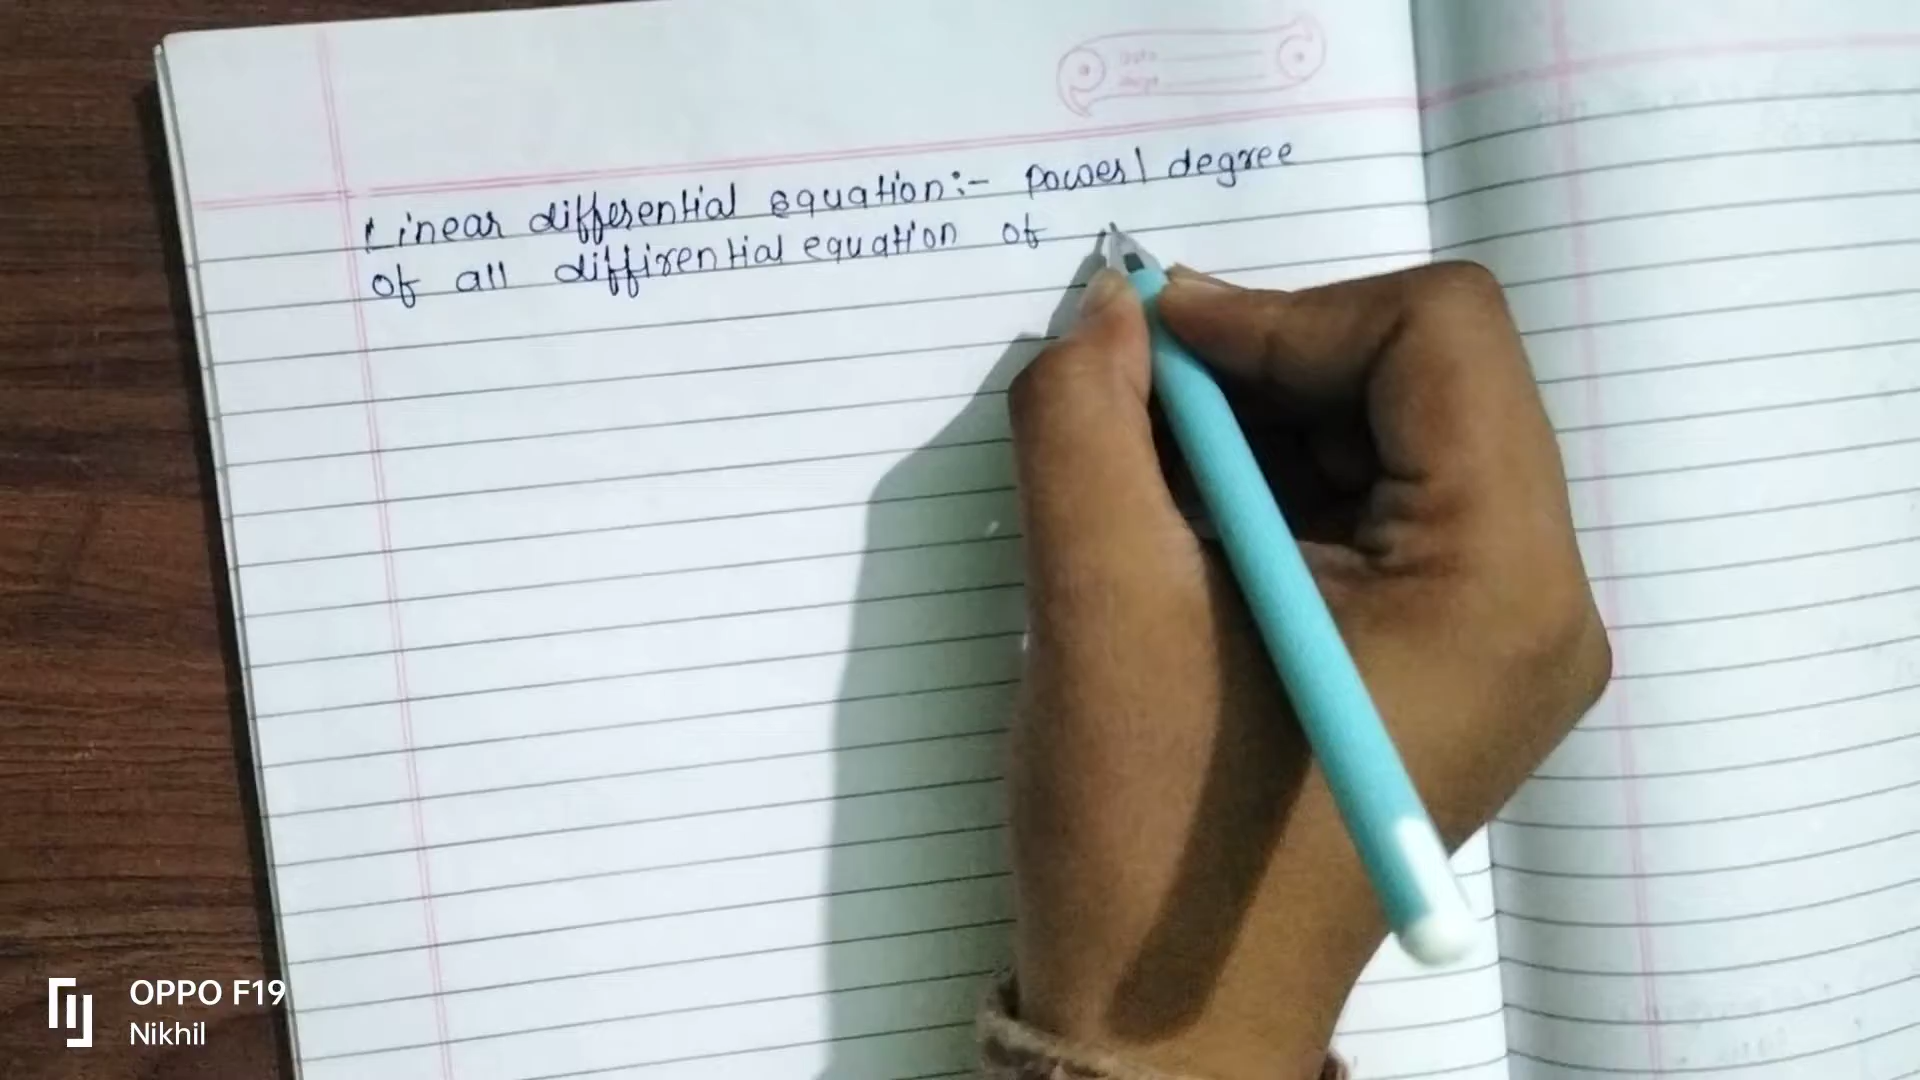 Linear differential equation:- power/ degree
of all diffirential equation of
OPPO F19
Nikhil